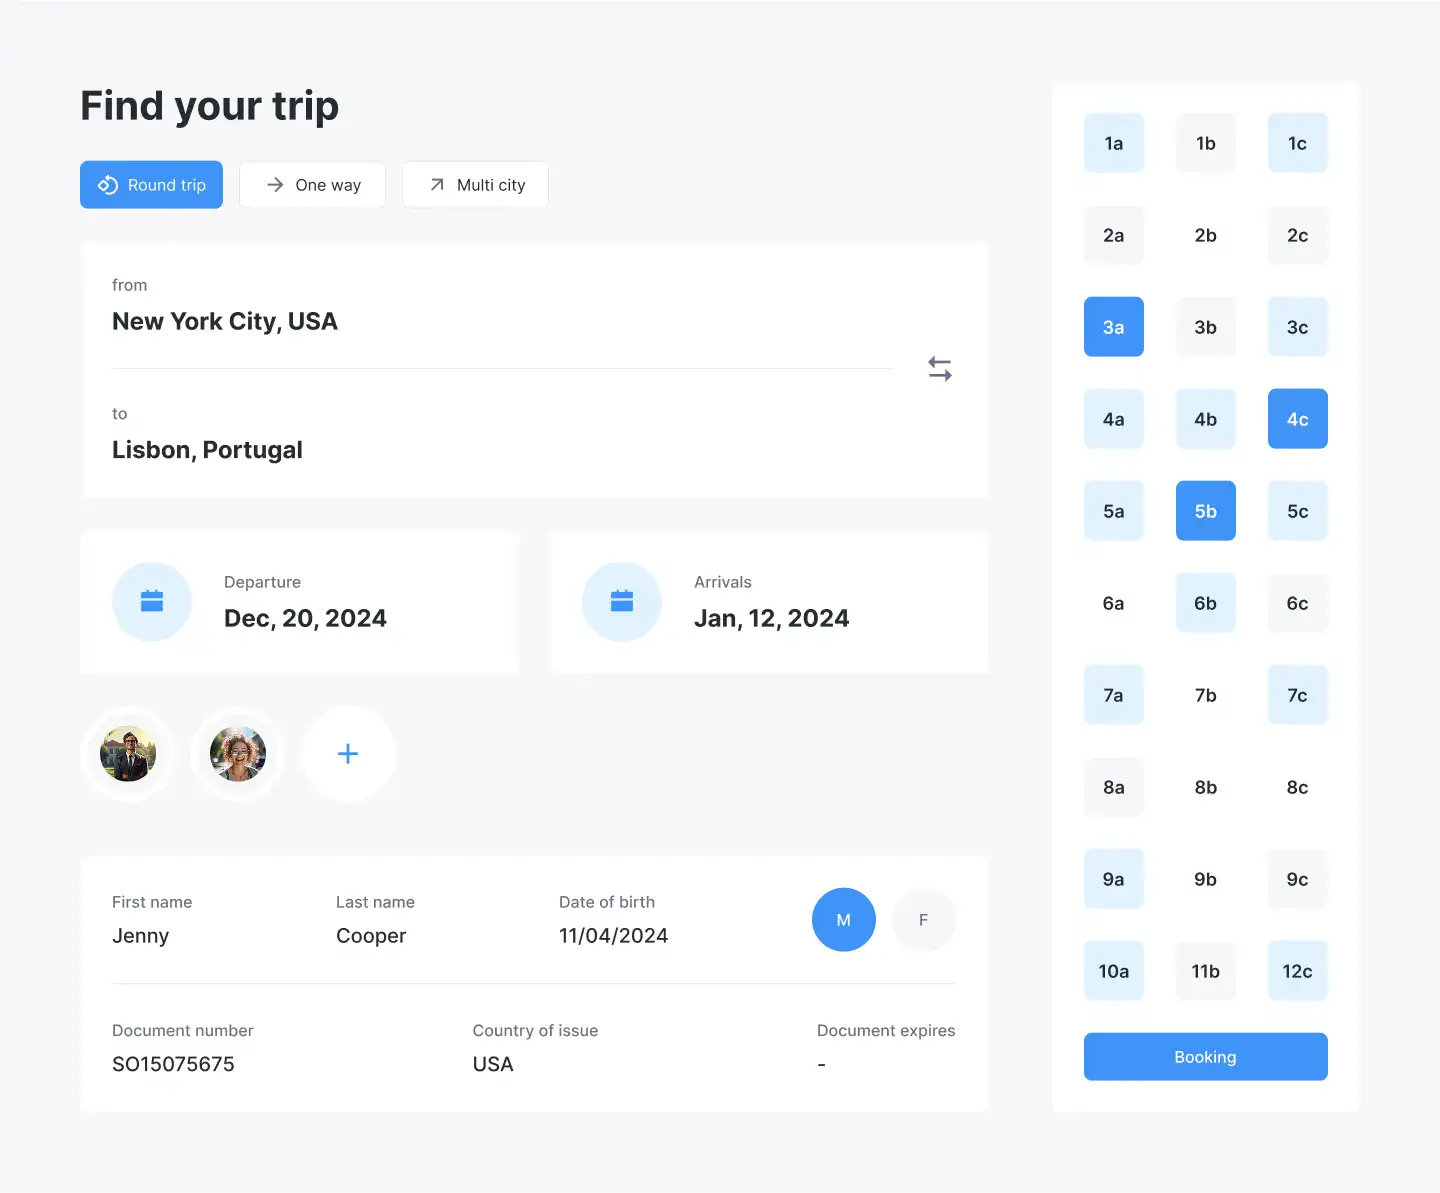 Find your trip
Round trip
One way
Multi city
from
New York City, USA
to
Lisbon, Portugal
Departure
Dec, 20, 2024
Arrivals
Jan, 12, 2024
+
First name
Jenny
Last name
Cooper
Date of birth
11/04/2024
M
F
Document number
SO15075675
Country of issue
USA
Document expires
-
1a 1b 1c
2a 2b 2c
3a 3b 3c
4a 4b 4c
5a 5b 5c
6a 6b 6c
7a 7b 7c
8a 8b 8c
9a 9b 9c
10a 11b 12c
Booking